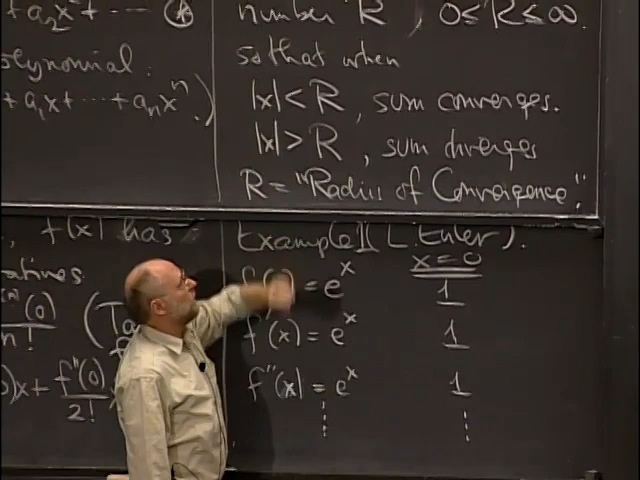 + a₂x² + ⋯ ⊛
polynomial:
+ a₁x + ⋯ + aₙxⁿ.)
number R, 0 ≤ R ≤ ∞.
so that when
|x| < R, sum converges.
|x| > R, sum diverges
R = "Radius of Convergence".
f(x) has
(0)
n!
(Ta
)x + f''(0)
2!
Example 1 (L. Euler).
x = 0
= eˣ 1
f'(x) = eˣ 1
f''(x) = eˣ 1
⋮ ⋮